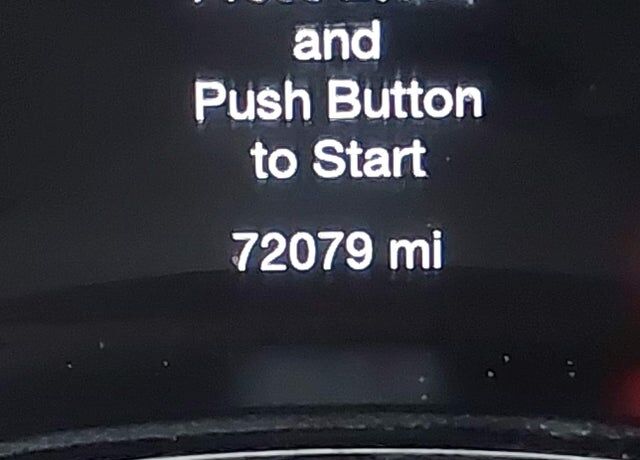 and
Push Button
to Start
72079 mi